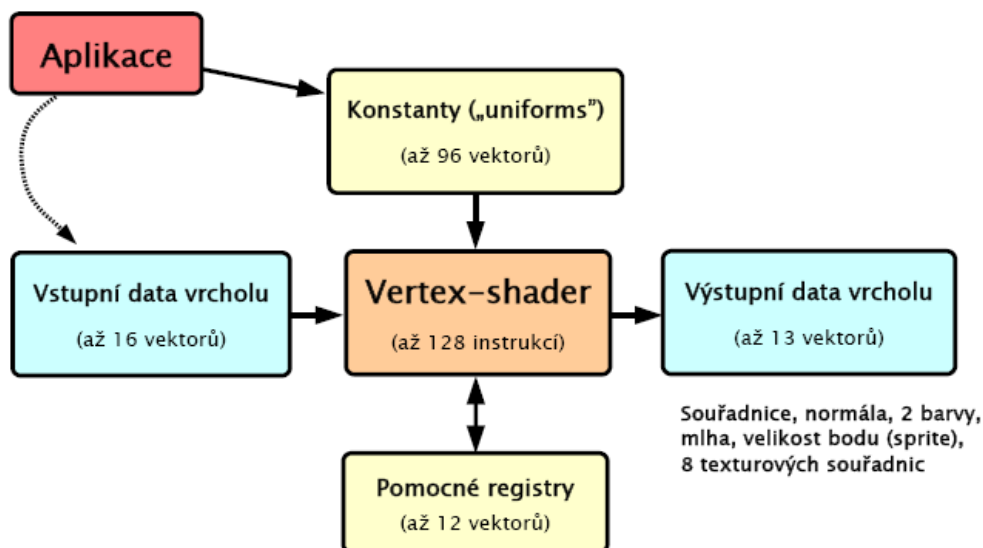 Aplikace
Konstanty („uniforms”)
(až 96 vektorů)
Vstupní data vrcholu
(až 16 vektorů)
Vertex-shader
(až 128 instrukcí)
Výstupní data vrcholu
(až 13 vektorů)
Souřadnice, normála, 2 barvy,
mlha, velikost bodu (sprite),
8 texturových souřadnic
Pomocné registry
(až 12 vektorů)